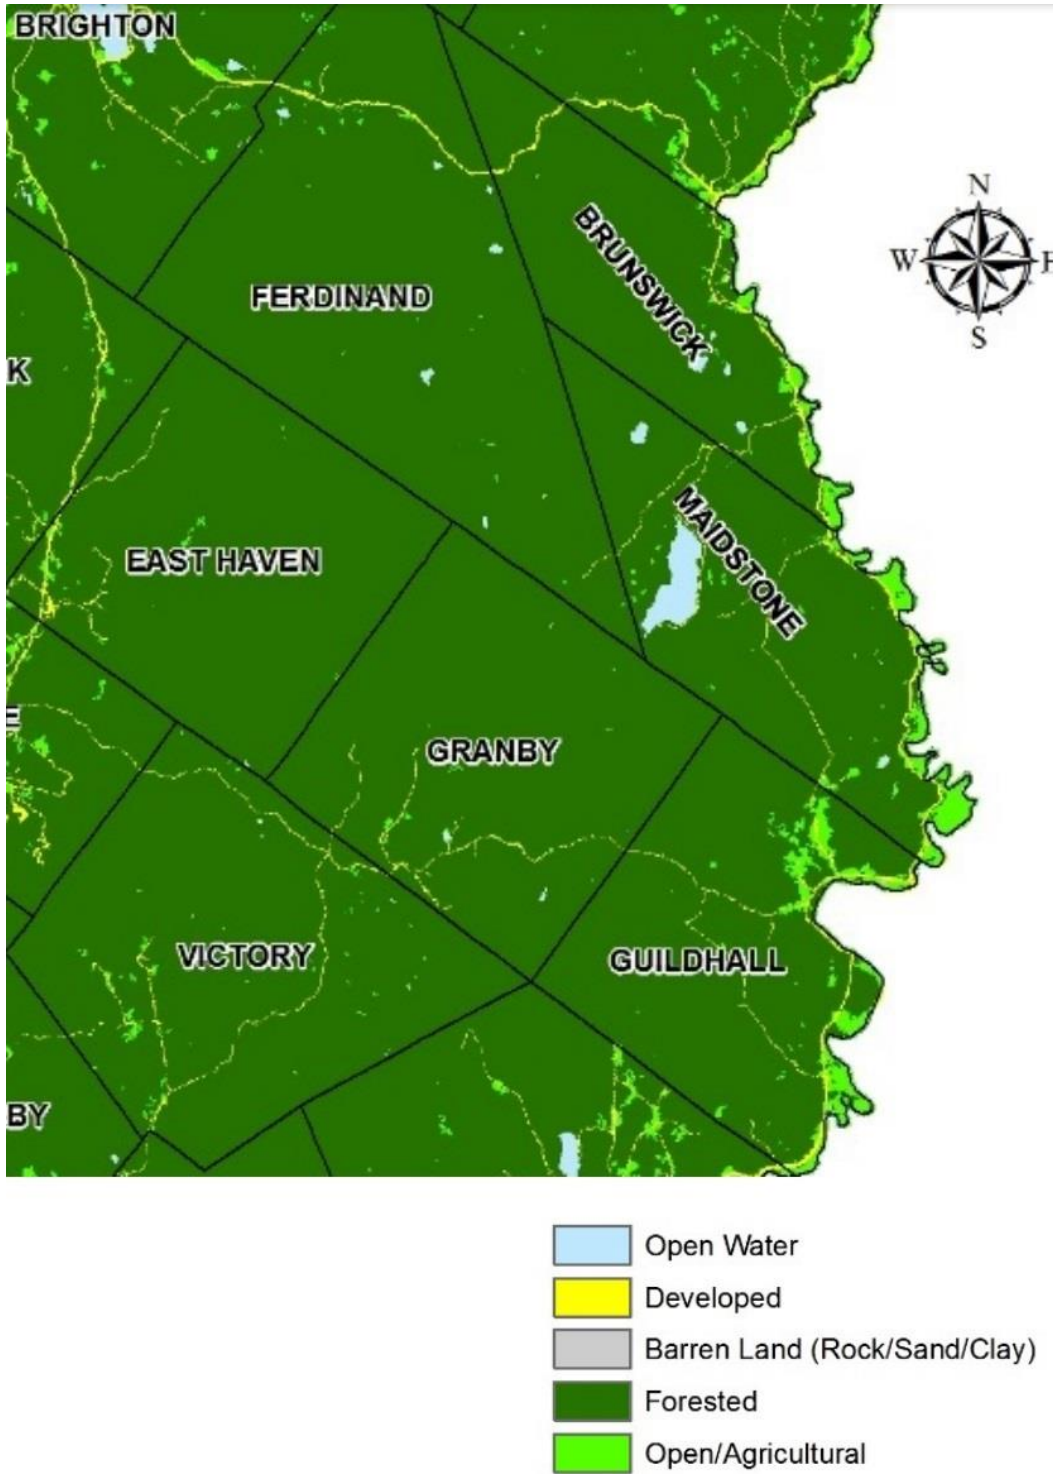 BRIGHTON
N
W
E
S
BRUNSWICK
FERDINAND
K
MAIDSTONE
EAST HAVEN
E
GRANBY
VICTORY
GUILDHALL
BY
Open Water
Developed
Barren Land (Rock/Sand/Clay)
Forested
Open/Agricultural